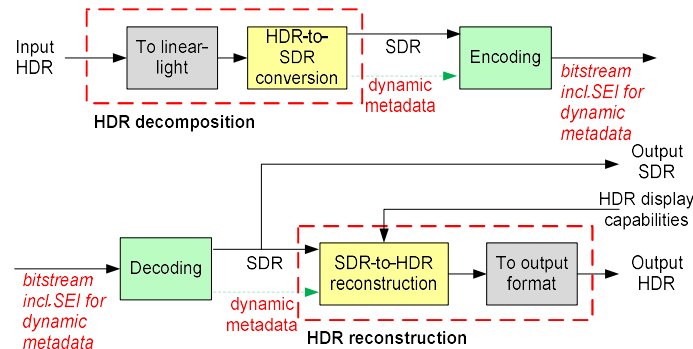 Input
HDR
To linear–
light
HDR-to-
SDR
conversion
SDR
dynamic
metadata
Encoding
bitstream
incl.SEI for
dynamic
metadata
HDR decomposition
Output
SDR
HDR display
capabilities
bitstream
incl.SEI for
dynamic
metadata
Decoding
SDR
dynamic
metadata
SDR-to-HDR
reconstruction
To output
format
Output
HDR
HDR reconstruction